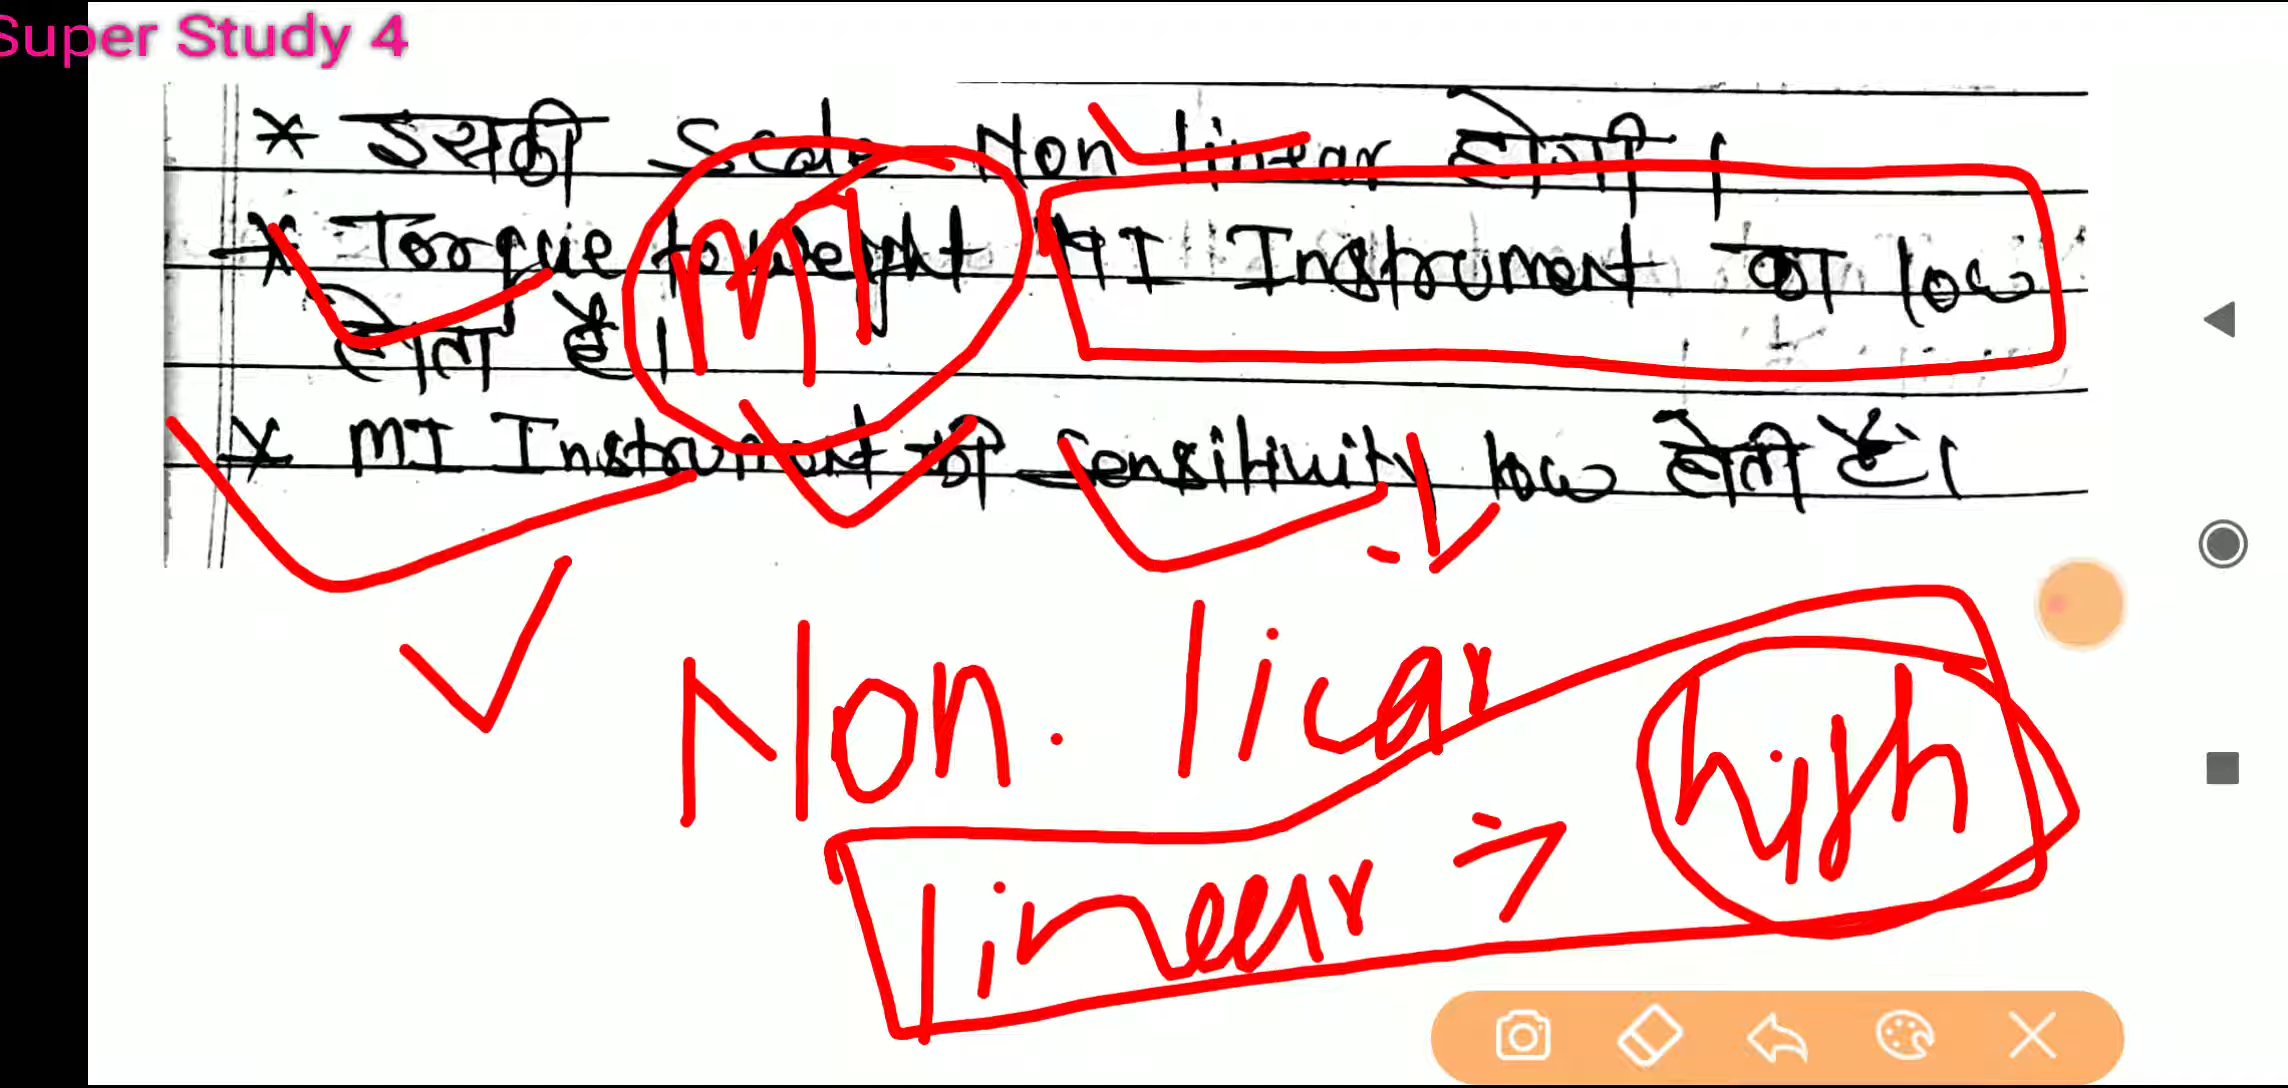 Super Study 4
* इसकी Scale Non linear होगी।
* Torque to weight MI Instrument का low
होता है।
MI
* MI Instrument की Sensitivity low होती है।
Non. licar
linear => high